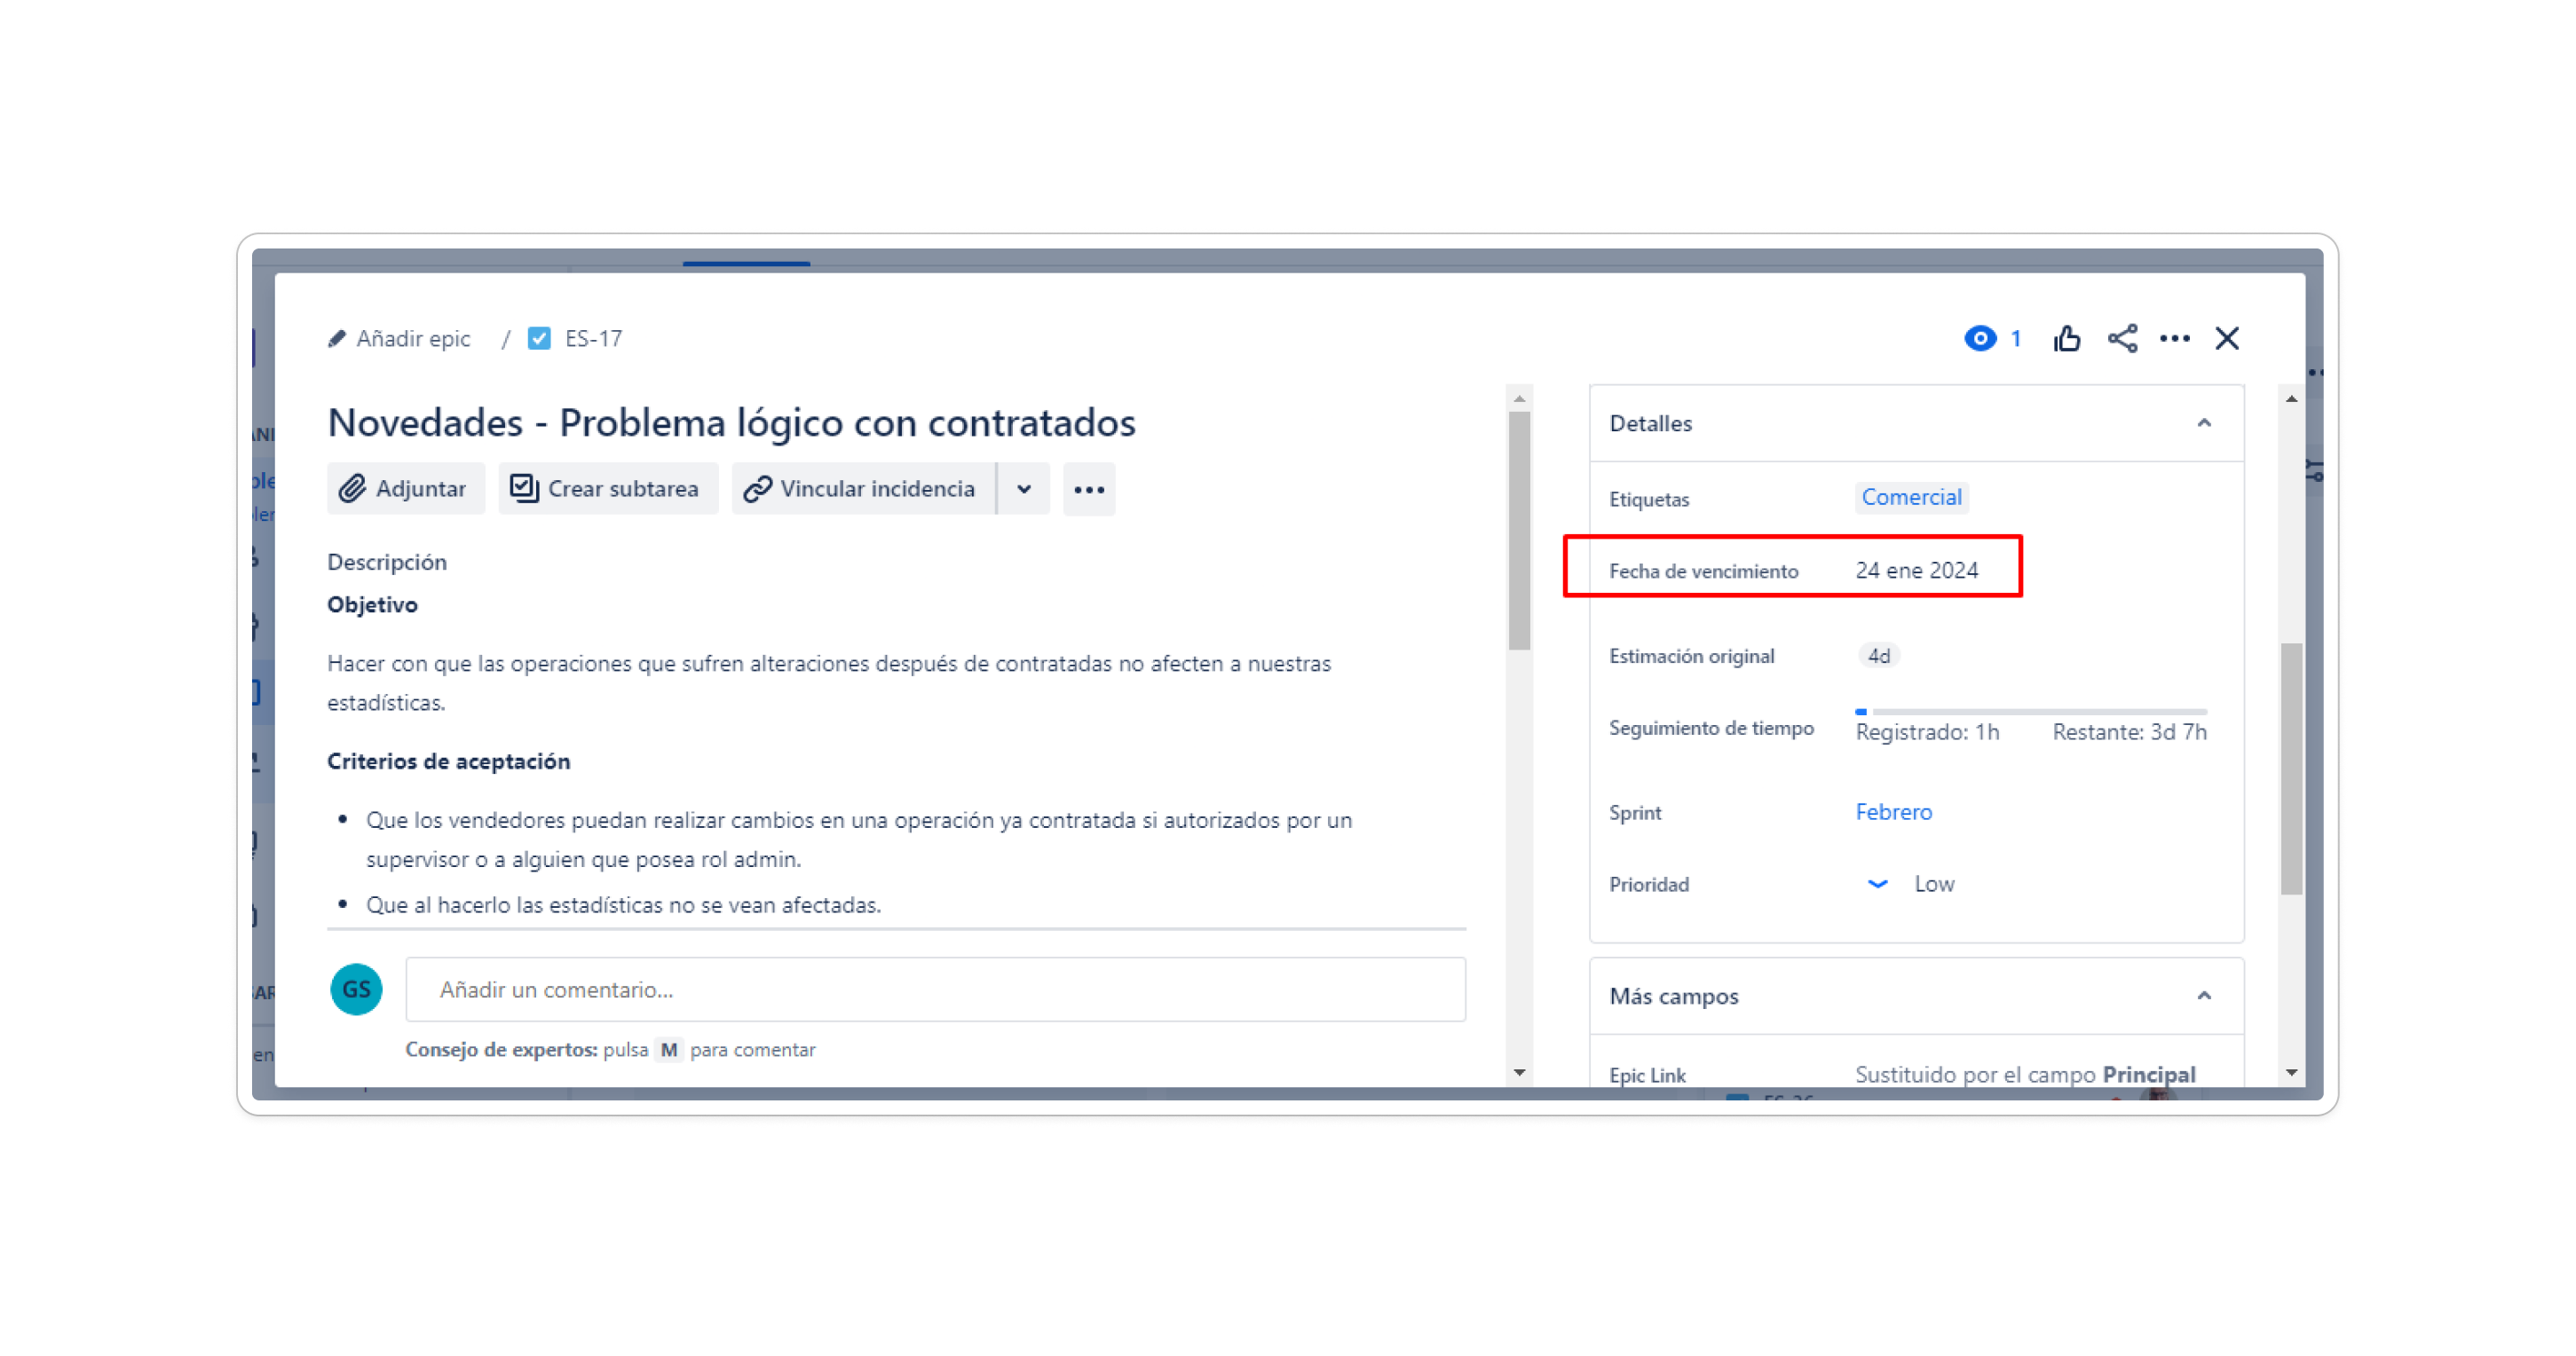 Añadir epic / ES-17
1
Novedades - Problema lógico con contratados
Adjuntar
Crear subtarea
Vincular incidencia
Descripción
Objetivo
Hacer con que las operaciones que sufren alteraciones después de contratadas no afecten a nuestras
estadísticas.
Criterios de aceptación
Que los vendedores puedan realizar cambios en una operación ya contratada si autorizados por un
supervisor o a alguien que posea rol admin.
Que al hacerlo las estadísticas no se vean afectadas.
GS
Añadir un comentario...
Consejo de expertos: pulsa M para comentar
Detalles
Etiquetas Comercial
Fecha de vencimiento 24 ene 2024
Estimación original 4d
Seguimiento de tiempo Registrado: 1h Restante: 3d 7h
Sprint Febrero
Prioridad Low
Más campos
Epic Link Sustituido por el campo Principal